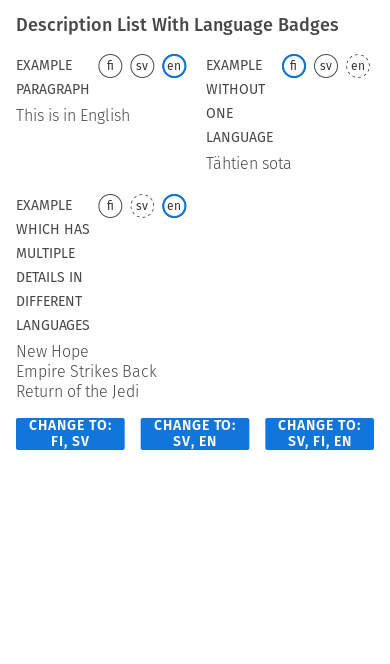 Description List With Language Badges
EXAMPLE PARAGRAPH
fi sv en
This is in English
EXAMPLE WITHOUT ONE LANGUAGE
fi sv en
Tähtien sota
EXAMPLE WHICH HAS MULTIPLE DETAILS IN DIFFERENT LANGUAGES
fi sv en
New Hope
Empire Strikes Back
Return of the Jedi
CHANGE TO: FI, SV
CHANGE TO: SV, EN
CHANGE TO: SV, FI, EN